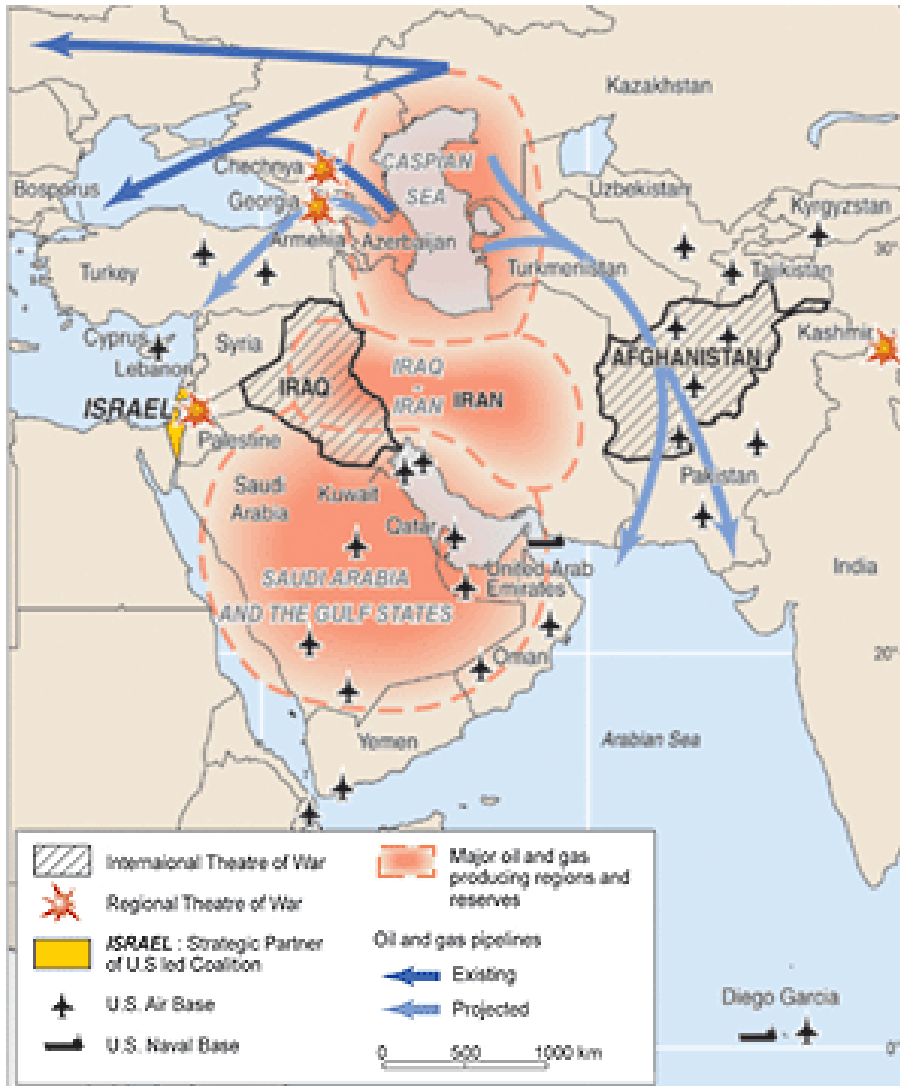 Kazakhstan
CASPIAN
SEA
Chechnya
Bosporus
Uzbekistan
Georgia
Kyrgyzstan
Armenia
Azerbaijan
30°
Turkey
Turkmenistan
Tajikistan
Cyprus
Syria
Kashmir
Lebanon
AFGHANISTAN
IRAQ
IRAQ
-
IRAN
IRAN
ISRAEL
Palestine
Pakistan
Saudi
Arabia
Kuwait
Qatar
India
United Arab
Emirates
SAUDI ARABIA
AND THE GULF STATES
Oman
20°
Yemen
Arabian Sea
Internaional Theatre of War
Regional Theatre of War
ISRAEL : Strategic Partner
of U.S led Coalition
U.S. Air Base
U.S. Naval Base
Major oil and gas
producing regions and
reserves
Oil and gas pipelines
Existing
Projected
0 500 1000 km
Diego Garcia
0°